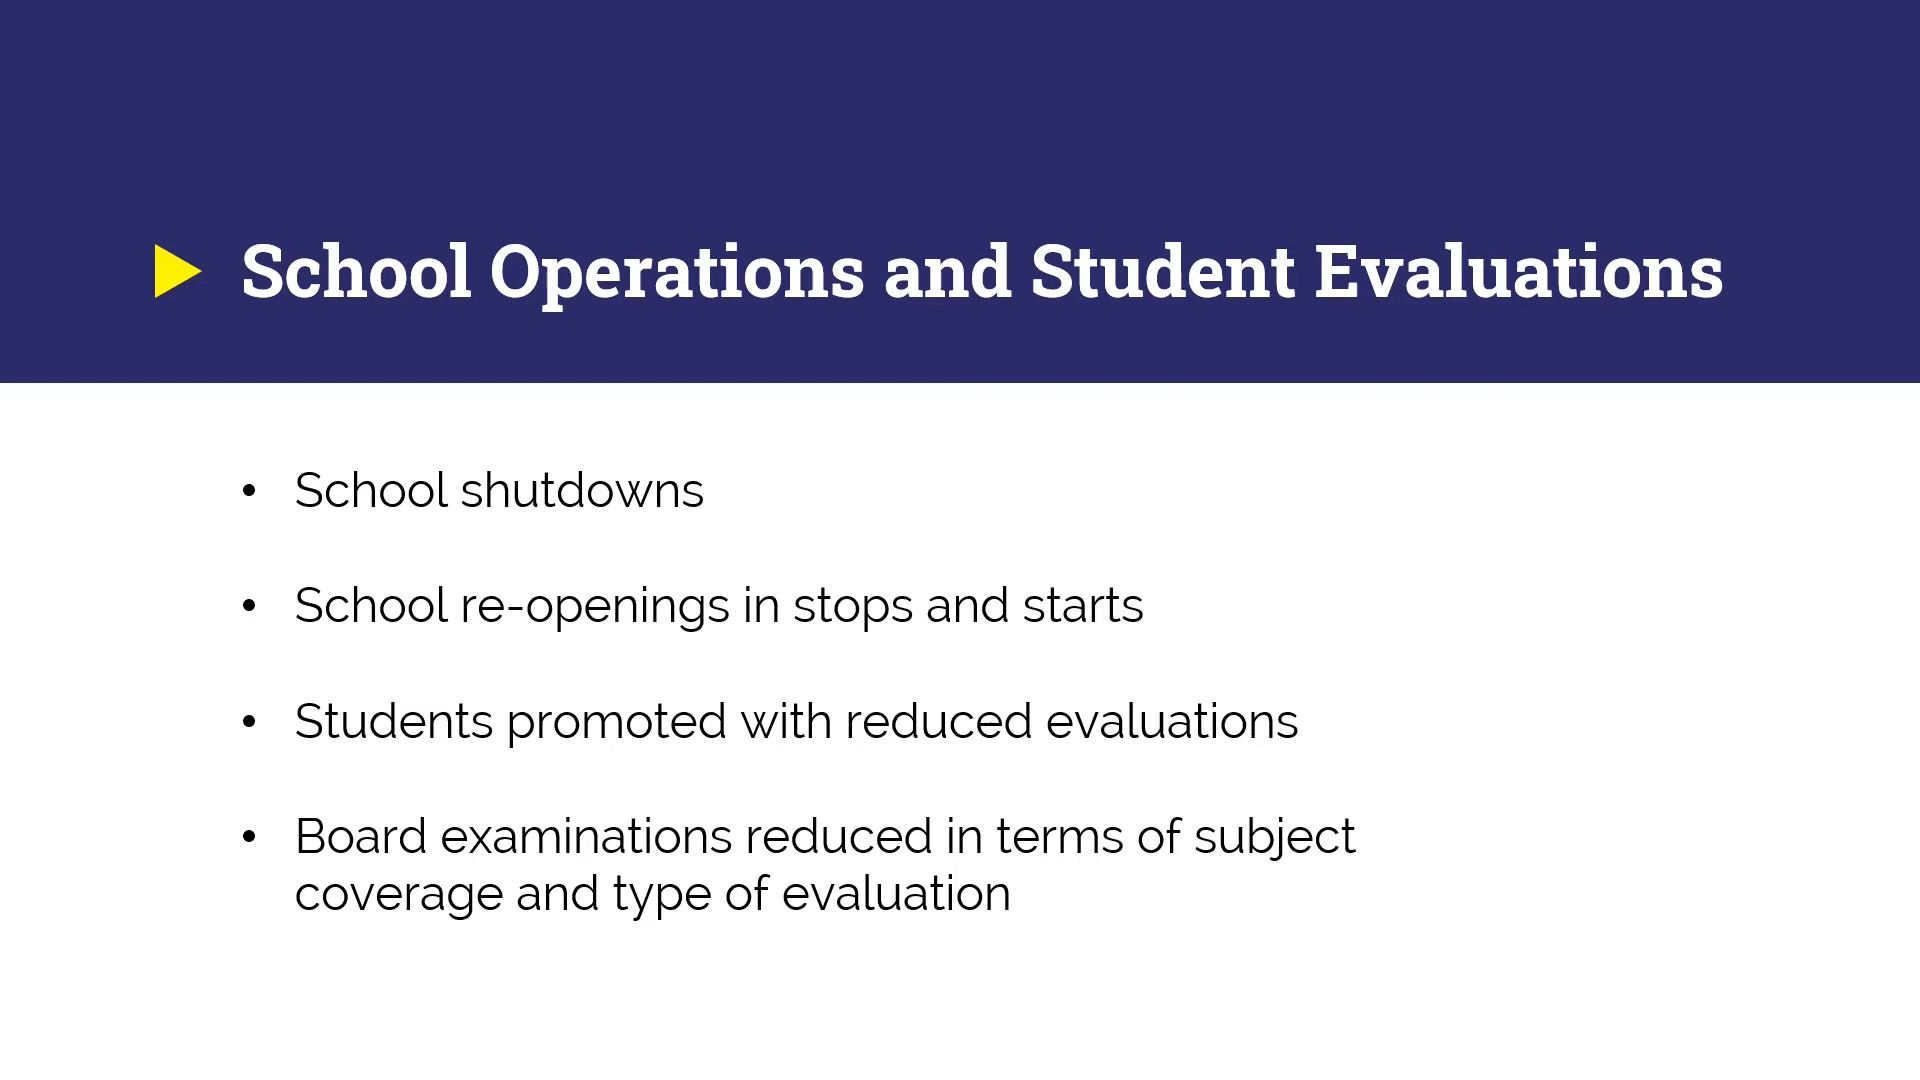 School Operations and Student Evaluations
• School shutdowns
• School re-openings in stops and starts
• Students promoted with reduced evaluations
• Board examinations reduced in terms of subject
coverage and type of evaluation